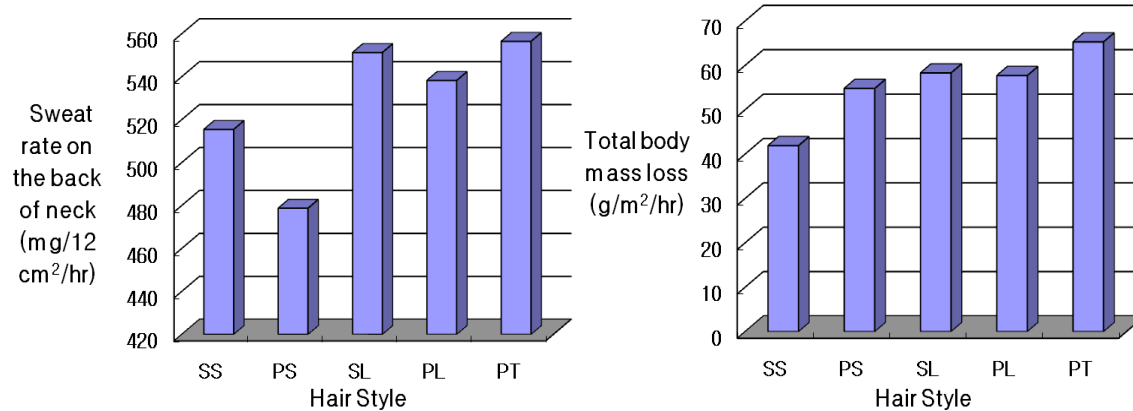 560
540
520
500
480
460
440
420
Sweat
rate on
the back
of neck
(mg/12
cm²/hr)
SS PS SL PL PT
Hair Style
70
60
50
40
30
20
10
0
Total body
mass loss
(g/m²/hr)
SS PS SL PL PT
Hair Style